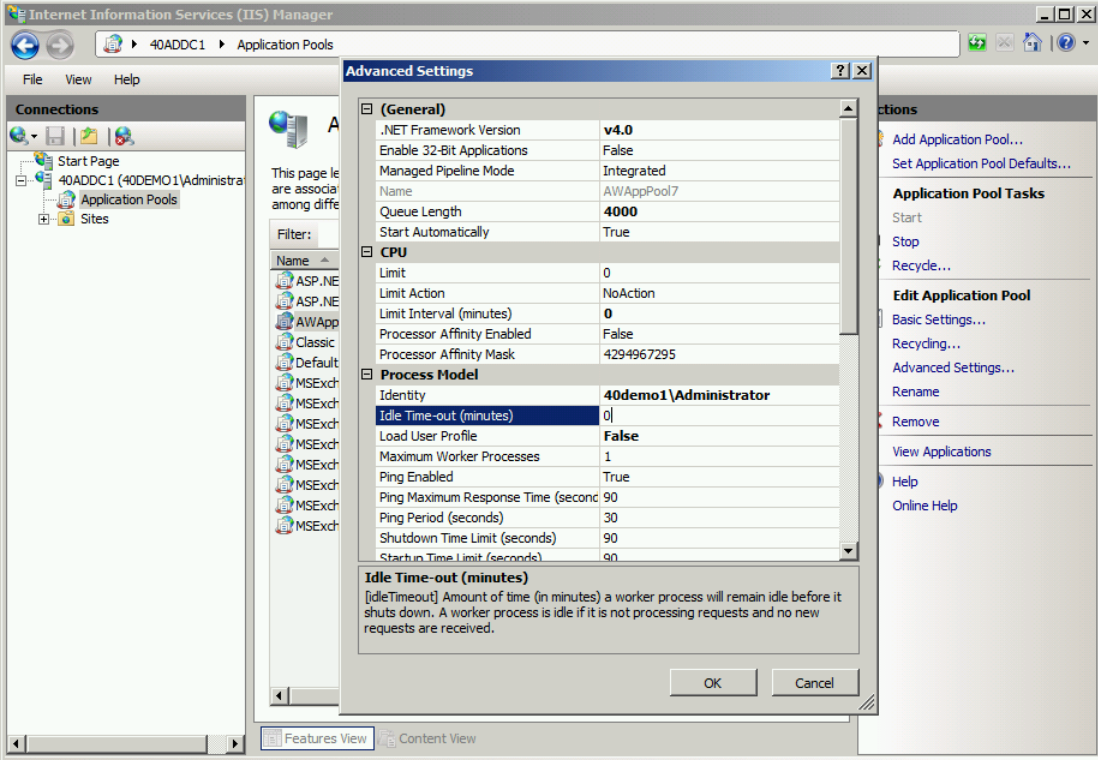 Internet Information Services (IIS) Manager
40ADDC1 Application Pools
File View Help
Connections
Start Page
40ADDC1 (40DEMO1\Administrat
Application Pools
Sites
This page le
are associat
among diffe
Filter:
Name
ASP.NE
ASP.NE
AWApp
Classic
Default
MSExch
MSExch
MSExch
MSExch
MSExch
MSExch
MSExch
MSExch
Features View Content View
Advanced Settings
(General)
.NET Framework Version v4.0
Enable 32-Bit Applications False
Managed Pipeline Mode Integrated
Name AWAppPool7
Queue Length 4000
Start Automatically True
CPU
Limit 0
Limit Action NoAction
Limit Interval (minutes) 0
Processor Affinity Enabled False
Processor Affinity Mask 4294967295
Process Model
Identity 40demo1\Administrator
Idle Time-out (minutes) 0
Load User Profile False
Maximum Worker Processes 1
Ping Enabled True
Ping Maximum Response Time (second 90
Ping Period (seconds) 30
Shutdown Time Limit (seconds) 90
Startup Time Limit (seconds) 90
Idle Time-out (minutes)
[idleTimeout] Amount of time (in minutes) a worker process will remain idle before it
shuts down. A worker process is idle if it is not processing requests and no new
requests are received.
OK Cancel
ctions
Add Application Pool...
Set Application Pool Defaults...
Application Pool Tasks
Start
Stop
Recycle...
Edit Application Pool
Basic Settings...
Recycling...
Advanced Settings...
Rename
Remove
View Applications
Help
Online Help